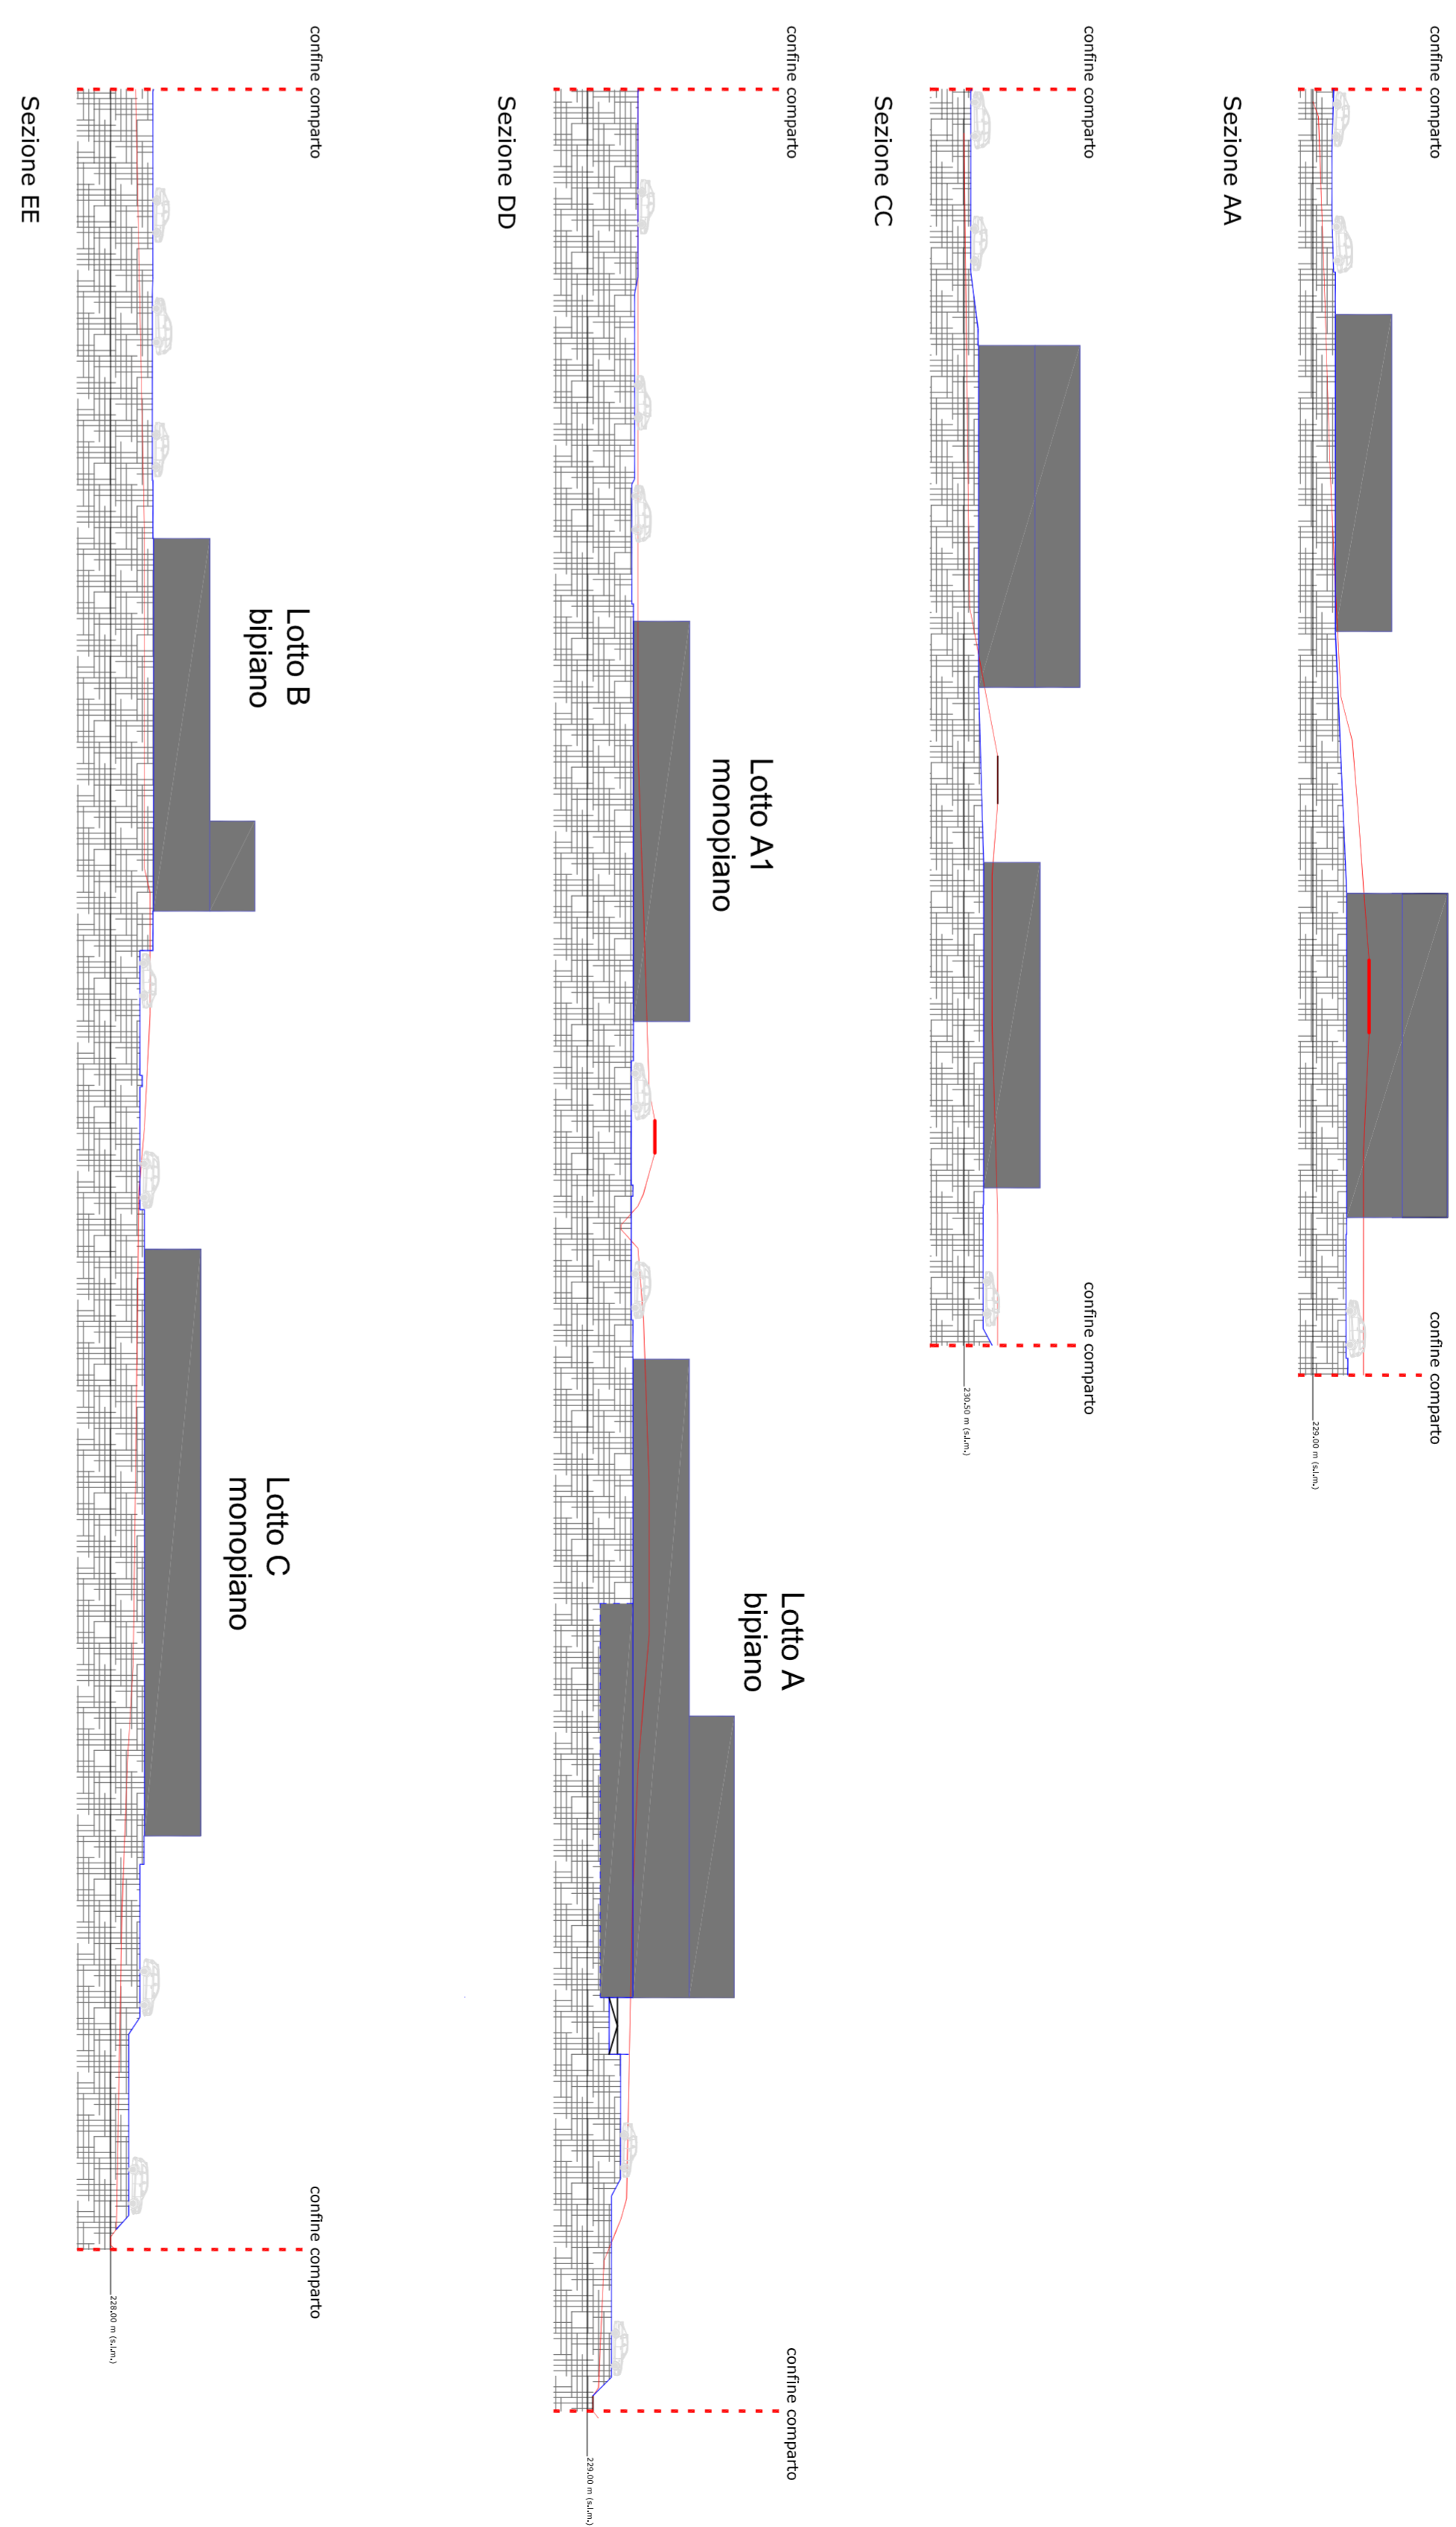 confine comparto
confine comparto
229.00 m (s.l.m.)
Sezione AA
confine comparto
confine comparto
230.50 m (s.l.m.)
Sezione CC
confine comparto
confine comparto
Lotto A1
monopiano
Lotto A
bipiano
229.00 m (s.l.m.)
Sezione DD
confine comparto
confine comparto
Lotto B
bipiano
Lotto C
monopiano
228.00 m (s.l.m.)
Sezione EE